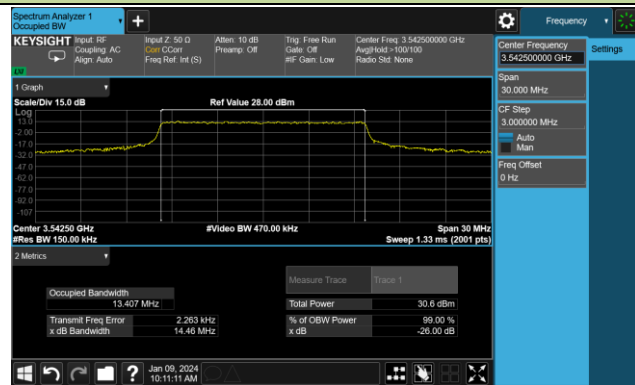 Spectrum Analyzer 1
Occupied BW
+
Frequency
KEYSIGHT
Input: RF
Coupling: AC
Align: Auto
Input Z: 50 Ω
Corr CCorr
Freq Ref: Int (S)
Atten: 10 dB
Preamp: Off
Trig: Free Run
Gate: Off
#IF Gain: Low
Center Freq: 3.542500000 GHz
Avg|Hold:>100/100
Radio Std: None
Center Frequency
3.542500000 GHz
Settings
Span
30.000 MHz
CF Step
3.000000 MHz
Auto
Man
Freq Offset
0 Hz
1 Graph
Scale/Div 15.0 dB
Ref Value 28.00 dBm
Log
13.0
-2.00
-17.0
-32.0
-47.0
-62.0
-77.0
-92.0
-107
Center 3.54250 GHz
#Video BW 470.00 kHz
Span 30 MHz
#Res BW 150.00 kHz
Sweep 1.33 ms (2001 pts)
2 Metrics
Measure Trace
Trace 1
Occupied Bandwidth
13.407 MHz
Total Power
30.6 dBm
Transmit Freq Error
2.263 kHz
% of OBW Power
99.00 %
x dB Bandwidth
14.46 MHz
x dB
-26.00 dB
?
Jan 09, 2024
10:11:11 AM